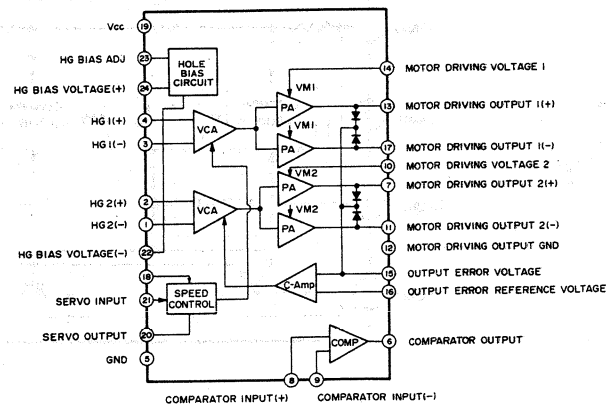 Vcc 19
HG BIAS ADJ 23
HOLE
BIAS
CIRCUIT
HG BIAS VOLTAGE(+) 24
14 MOTOR DRIVING VOLTAGE 1
VM1
HG 1(+) 4
PA
13 MOTOR DRIVING OUTPUT 1(+)
VCA
VM1
HG 1(-) 3
PA
17 MOTOR DRIVING OUTPUT 1(-)
10 MOTOR DRIVING VOLTAGE 2
VM2
PA
7 MOTOR DRIVING OUTPUT 2(+)
HG 2(+) 2
VCA
VM2
HG 2(-) 1
PA
11 MOTOR DRIVING OUTPUT 2(-)
12 MOTOR DRIVING OUTPUT GND
HG BIAS VOLTAGE(-) 22
18
C-Amp
15 OUTPUT ERROR VOLTAGE
SERVO INPUT 21
SPEED
CONTROL
16 OUTPUT ERROR REFERENCE VOLTAGE
SERVO OUTPUT 20
COMP
6 COMPARATOR OUTPUT
GND 5
8 9
COMPARATOR INPUT(+) COMPARATOR INPUT(-)